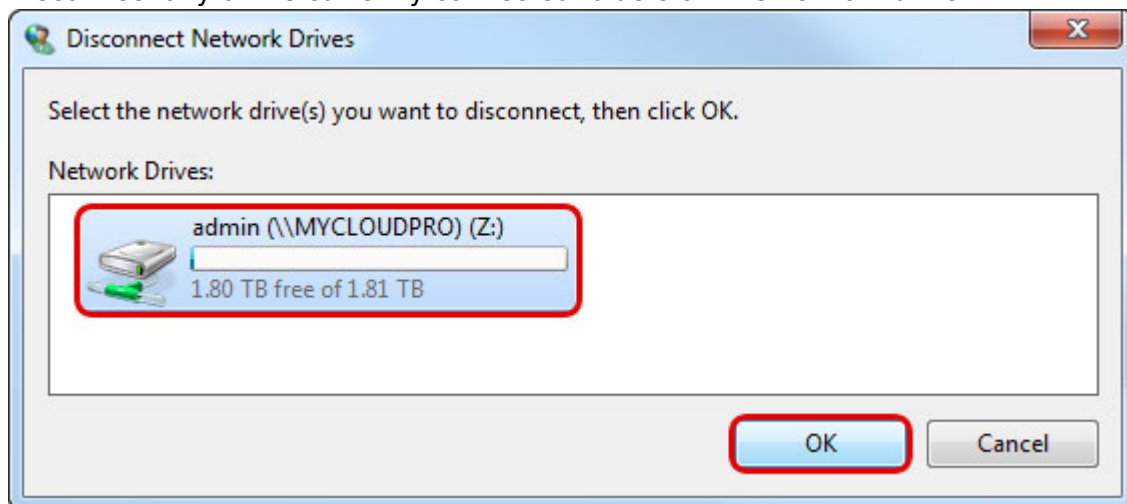 Disconnect Network Drives
Select the network drive(s) you want to disconnect, then click OK.
Network Drives:
admin (\\MYCLOUDPRO) (Z:)
1.80 TB free of 1.81 TB
OK
Cancel